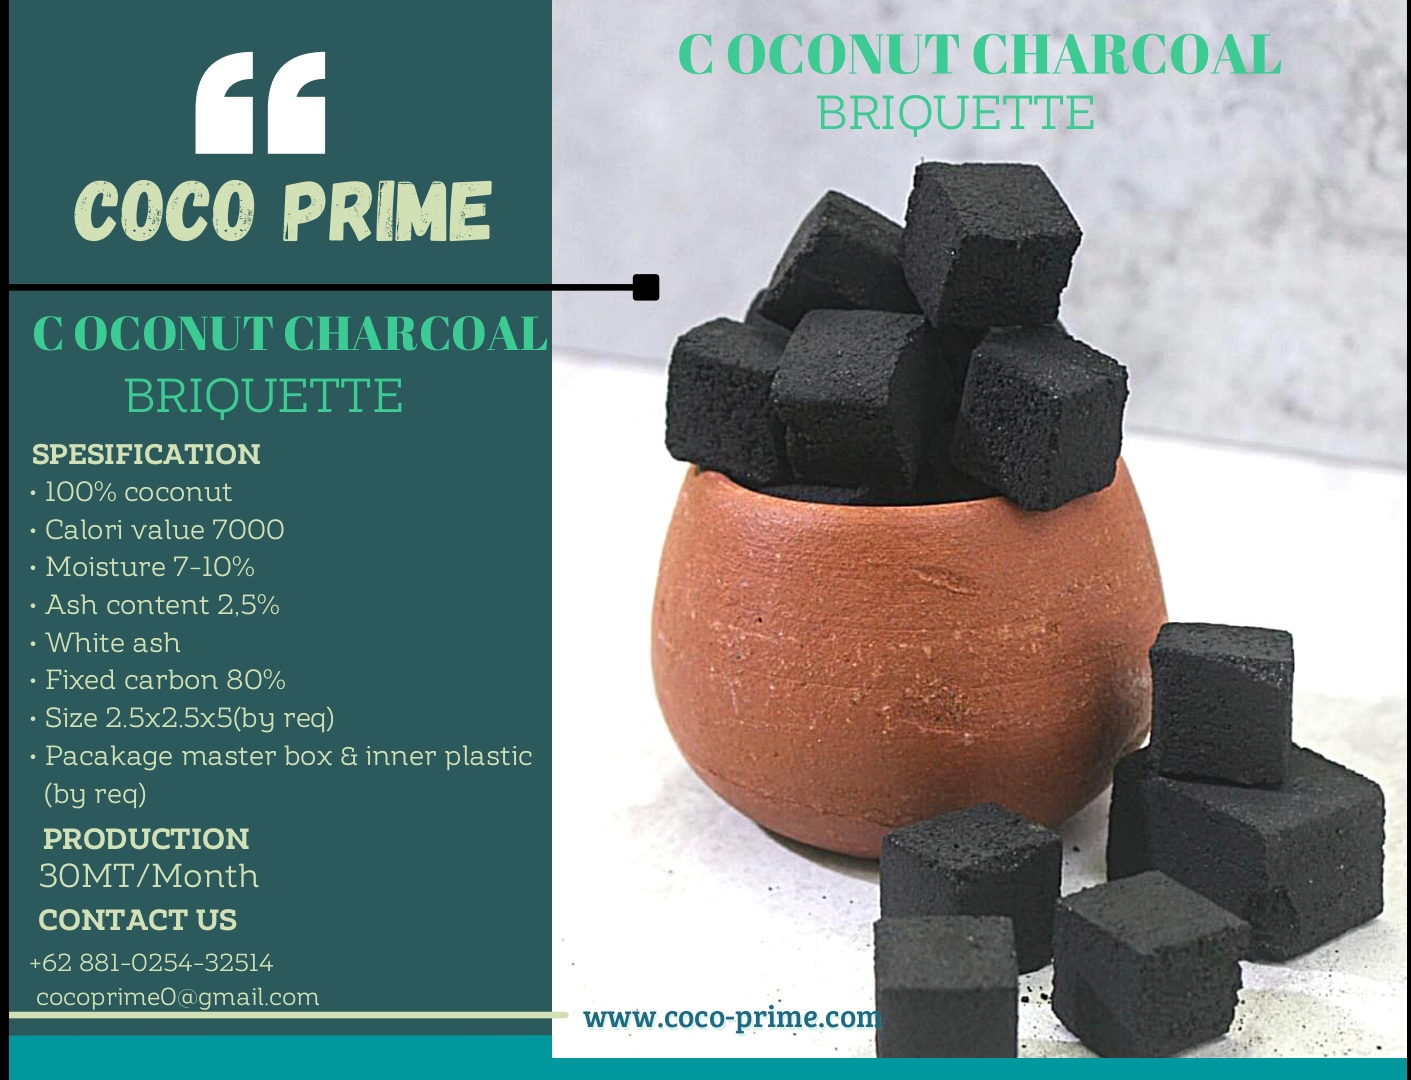 COCO PRIME
C OCONUT CHARCOAL
BRIQUETTE
SPESIFICATION
• 100% coconut
• Calori value 7000
• Moisture 7-10%
• Ash content 2,5%
• White ash
• Fixed carbon 80%
• Size 2.5x2.5x5(by req)
• Pacakage master box & inner plastic
(by req)
PRODUCTION
30MT/Month
CONTACT US
+62 881-0254-32514
cocoprime0@gmail.com
C OCONUT CHARCOAL
BRIQUETTE
www.coco-prime.com